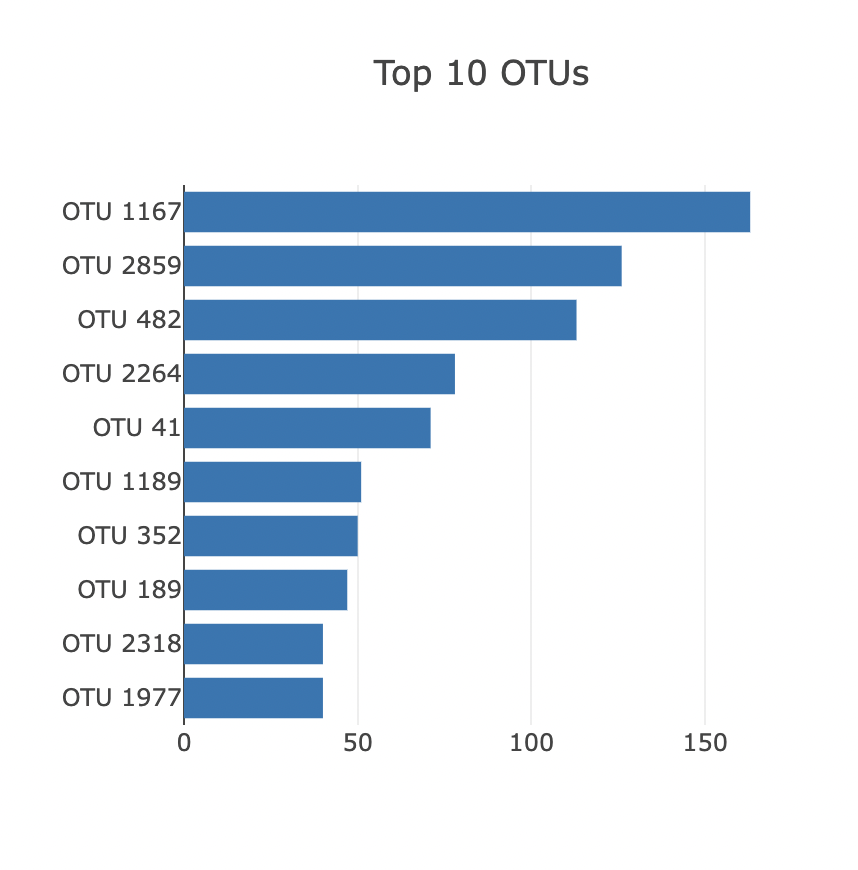 Top 10 OTUs
OTU 1167
OTU 2859
OTU 482
OTU 2264
OTU 41
OTU 1189
OTU 352
OTU 189
OTU 2318
OTU 1977
0 50 100 150